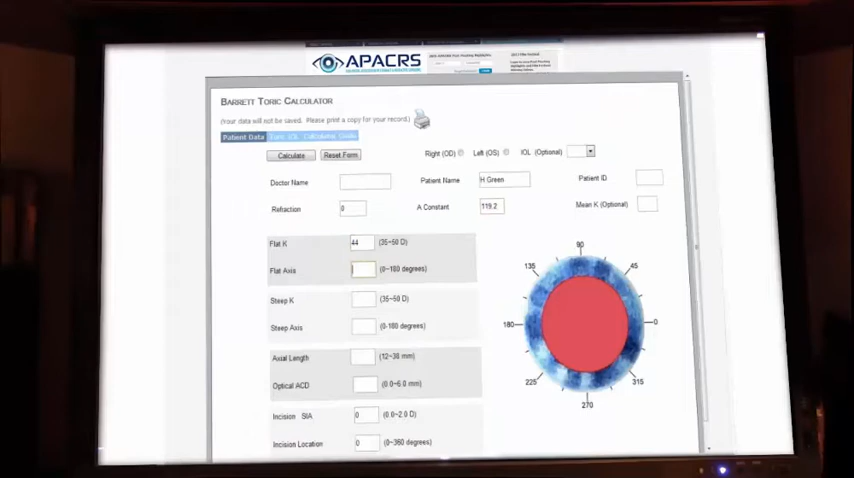 APACRS
BARRETT TORIC CALCULATOR
(Your data will not be saved. Please print a copy for your record.)
Patient Data Toric IOL Calculator Guide
Calculate Reset Form Right (OD) Left (OS) IOL (Optional)
Doctor Name Patient Name H Green Patient ID
Refraction 0 A Constant 119.2 Mean K (Optional)
Flat K 44 (35~50 D)
Flat Axis (0~180 degrees)
Steep K (35~50 D)
Steep Axis (0~180 degrees)
Axial Length (12~38 mm)
Optical ACD (0.0~6.0 mm)
Incision SIA 0 (0.0~2.0 D)
Incision Location 0 (0~360 degrees)
90
135 45
180 0
225 315
270